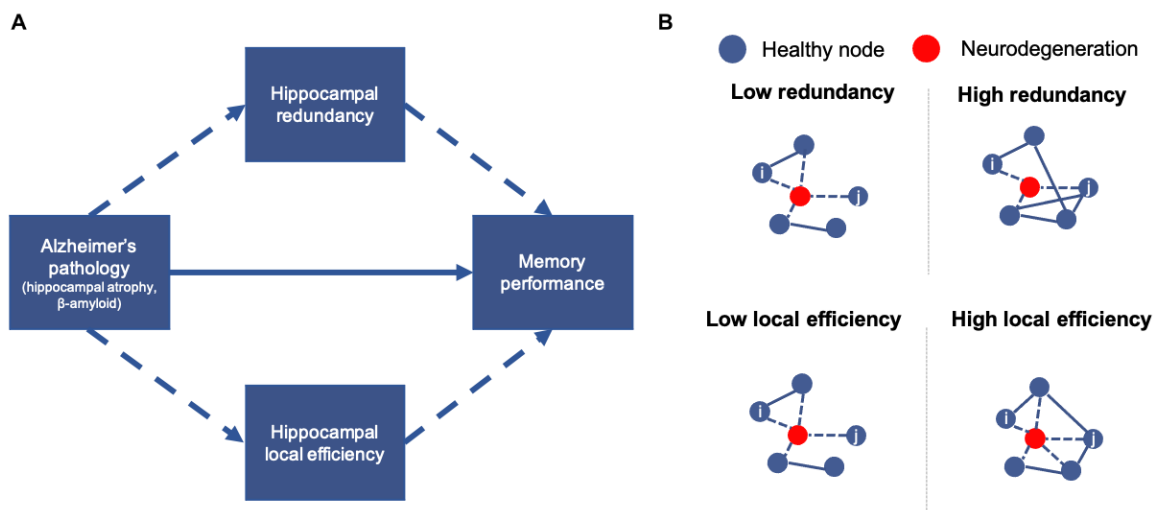 A
Hippocampal
redundancy
Alzheimer's
pathology
(hippocampal atrophy,
β-amyloid)
Memory
performance
Hippocampal
local efficiency
B
Healthy node
Neurodegeneration
Low redundancy
High redundancy
i
j
i
j
Low local efficiency
High local efficiency
i
j
i
j